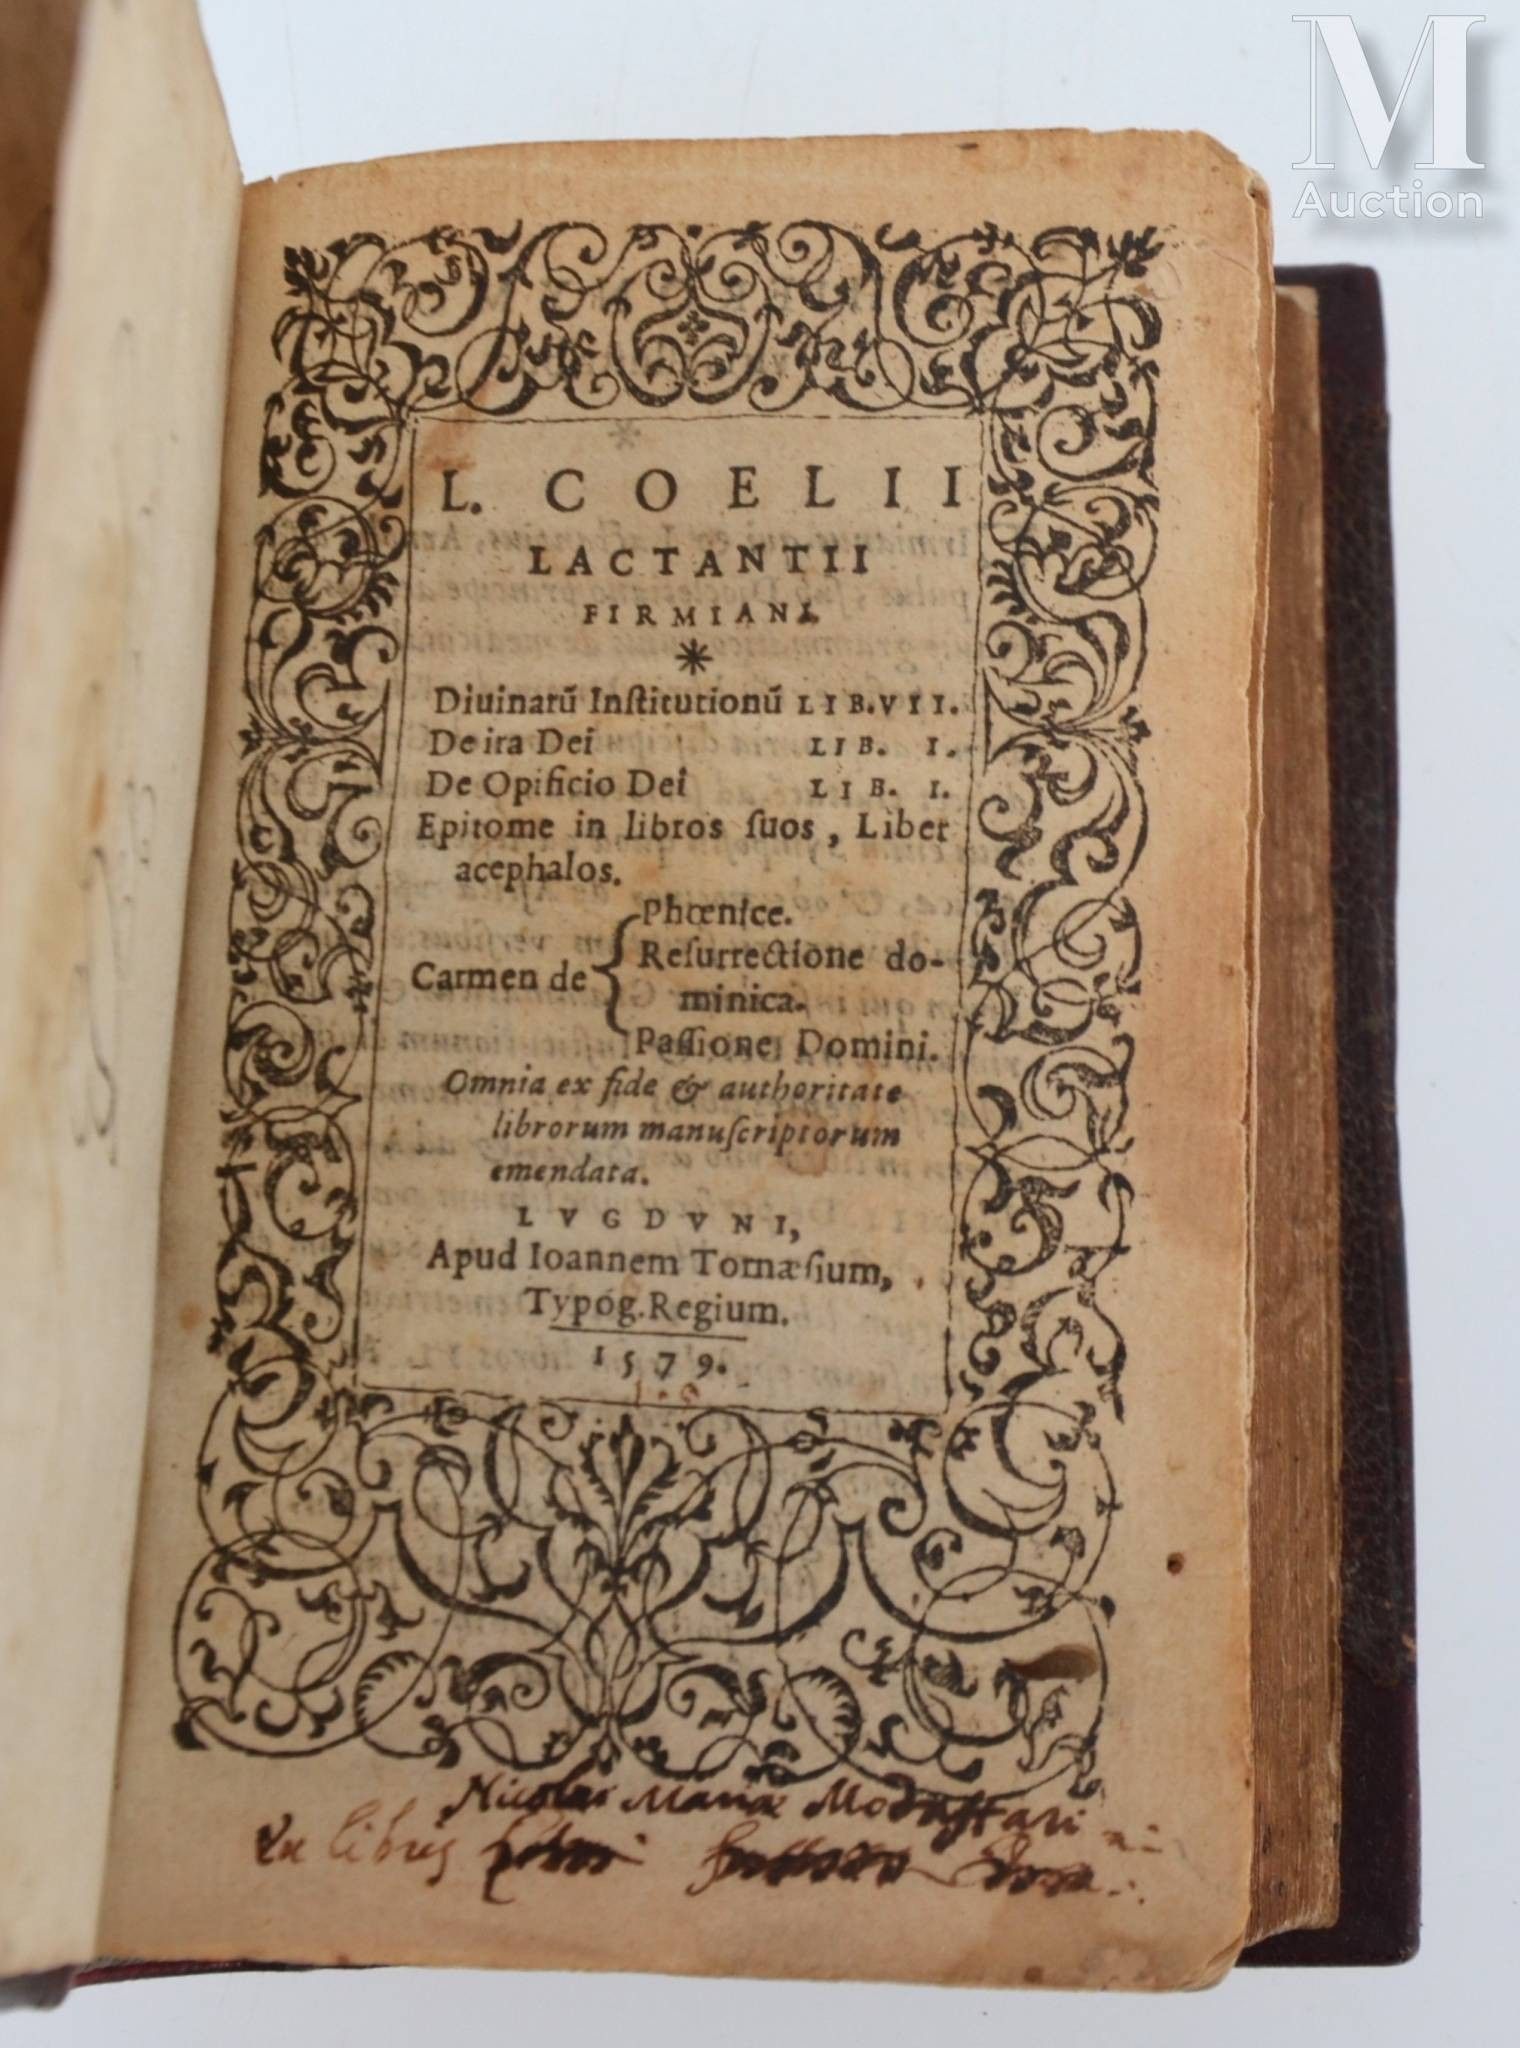 M
Auction
L. COELII
LACTANTII
FIRMIANI.
*
Diuinarũ Inſtitutionũ LIB. VII.
De ira Dei LIB. I.
De Opificio Dei LIB. I.
Epitome in libros ſuos, Liber
acephalos.
Carmen de { Phœnice.
Reſurrectione do-
minica.
Paſſione Domini.
Omnia ex fide & authoritate
librorum manuſcriptorum
emendata.
LVGDVNI,
Apud Ioannem Tornæſium,
Typog. Regium.
1579.
Nicolai Mariæ
Ex libris